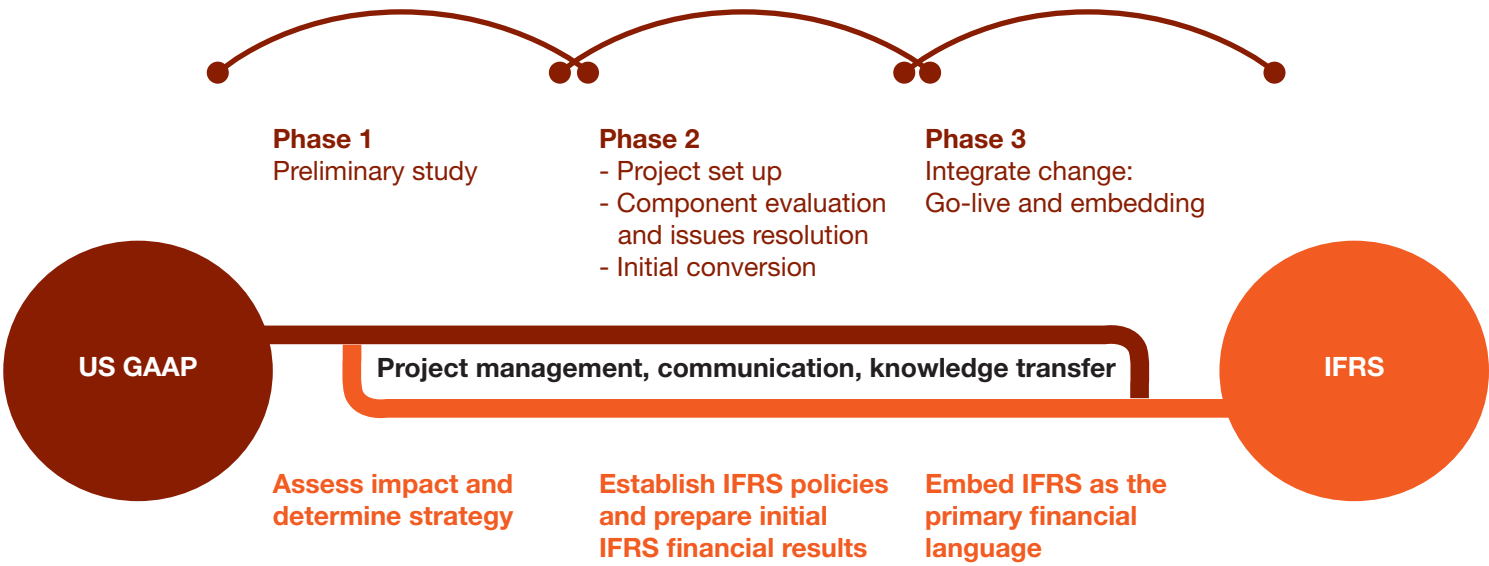 Phase 1
Preliminary study
Phase 2
- Project set up
- Component evaluation
and issues resolution
- Initial conversion
Phase 3
Integrate change:
Go-live and embedding
US GAAP
Project management, communication, knowledge transfer
IFRS
Assess impact and
determine strategy
Establish IFRS policies
and prepare initial
IFRS financial results
Embed IFRS as the
primary financial
language